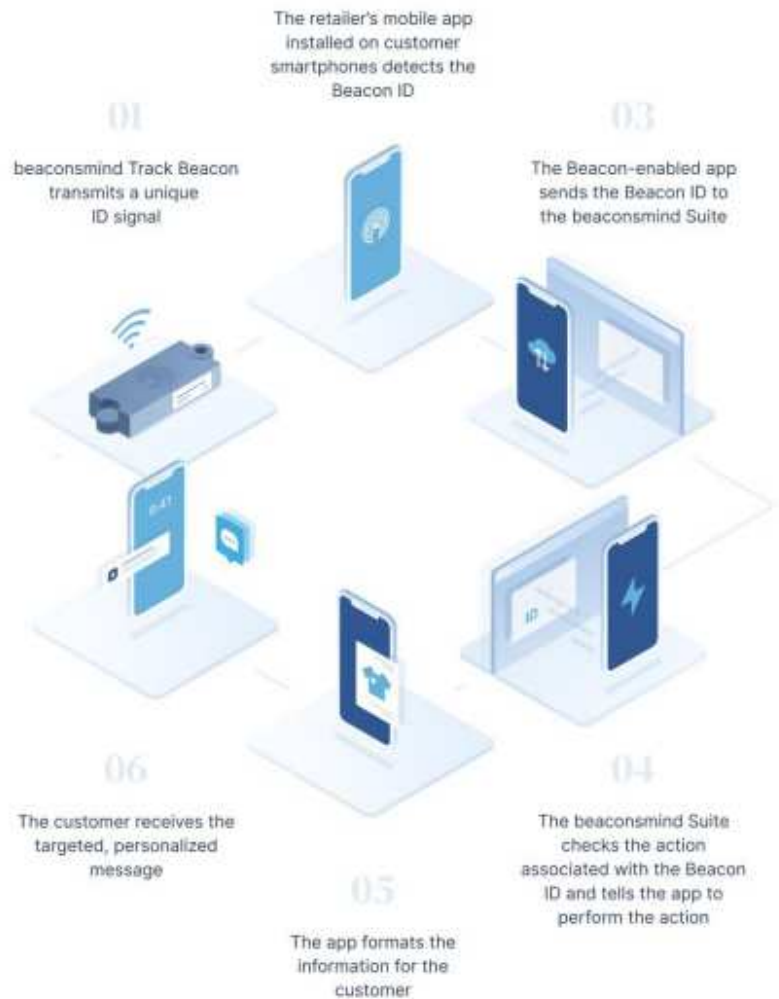 01
beaconsmind Track Beacon
transmits a unique
ID signal
The retailer's mobile app
installed on customer
smartphones detects the
Beacon ID
03
The Beacon-enabled app
sends the Beacon ID to
the beaconsmind Suite
ID
04
The beaconsmind Suite
checks the action
associated with the Beacon
ID and tells the app to
perform the action
05
The app formats the
information for the
customer
9:41
06
The customer receives the
targeted, personalized
message